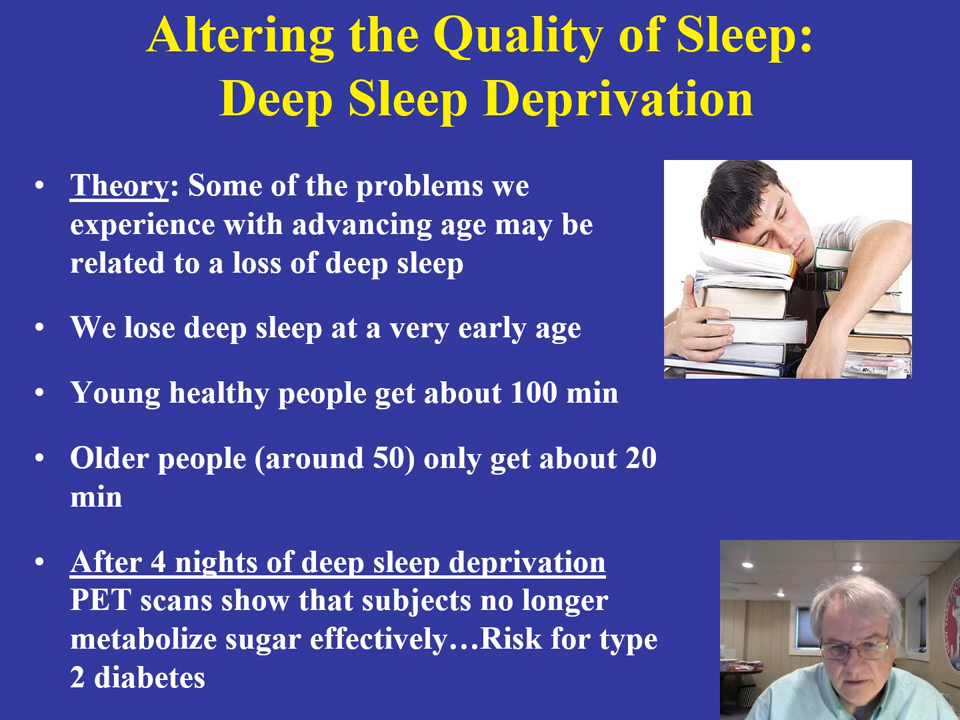 Altering the Quality of Sleep:
Deep Sleep Deprivation
• Theory: Some of the problems we
experience with advancing age may be
related to a loss of deep sleep
• We lose deep sleep at a very early age
• Young healthy people get about 100 min
• Older people (around 50) only get about 20
min
• After 4 nights of deep sleep deprivation
PET scans show that subjects no longer
metabolize sugar effectively…Risk for type
2 diabetes